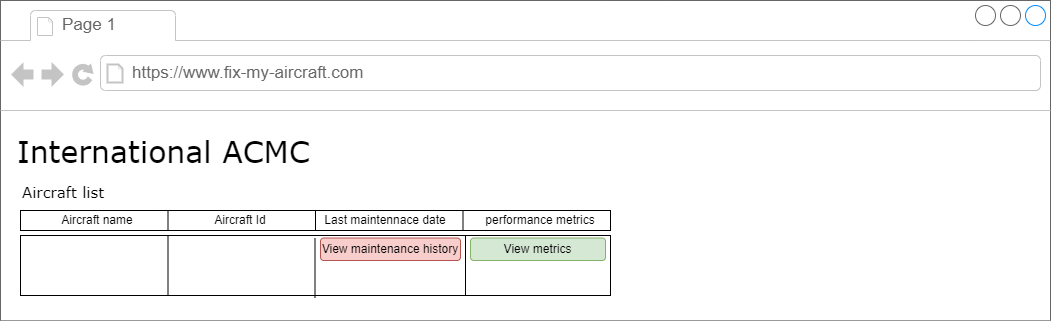 Page 1
https://www.fix-my-aircraft.com
International ACMC
Aircraft list
Aircraft name Aircraft Id Last maintennace date performance metrics
View maintenance history View metrics